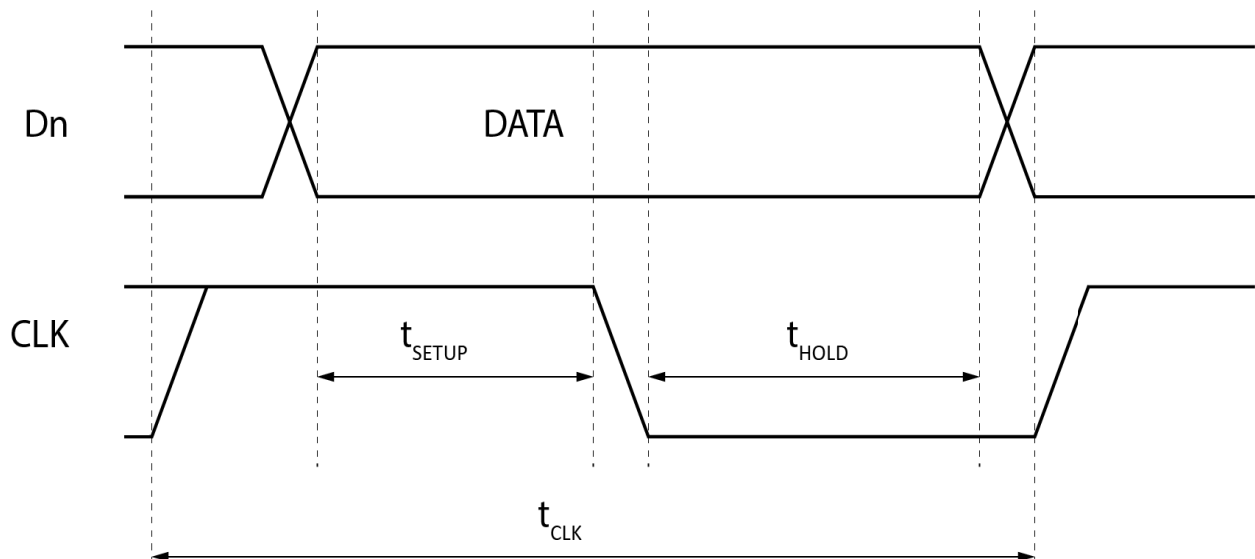 Dn
DATA
CLK
tSETUP
tHOLD
tCLK